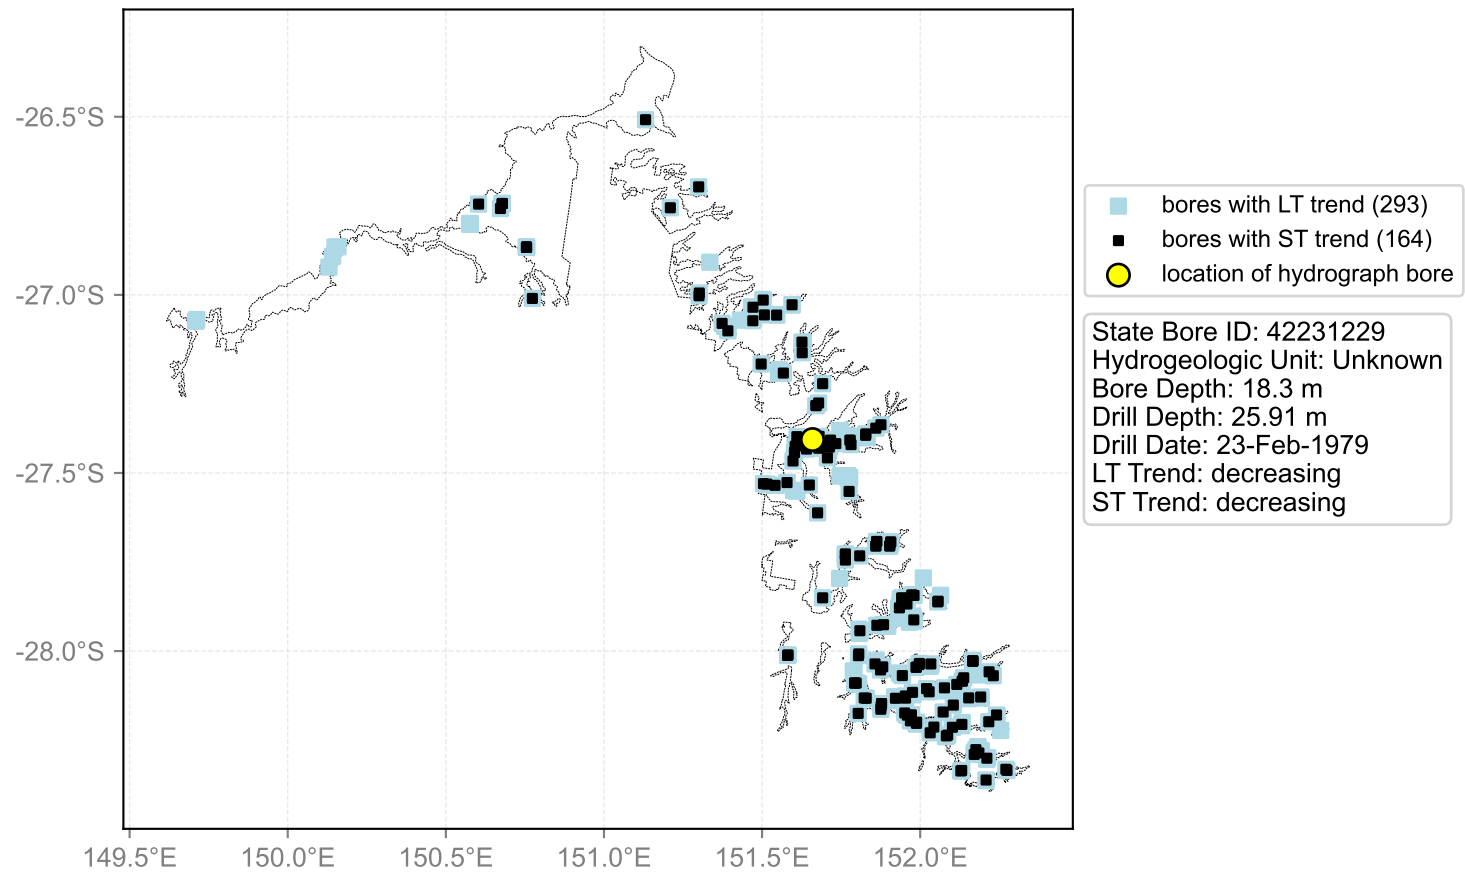 -26.5°S
-27.0°S
-27.5°S
-28.0°S
149.5°E
150.0°E
150.5°E
151.0°E
151.5°E
152.0°E
bores with LT trend (293)
bores with ST trend (164)
location of hydrograph bore
State Bore ID: 42231229
Hydrogeologic Unit: Unknown
Bore Depth: 18.3 m
Drill Depth: 25.91 m
Drill Date: 23-Feb-1979
LT Trend: decreasing
ST Trend: decreasing